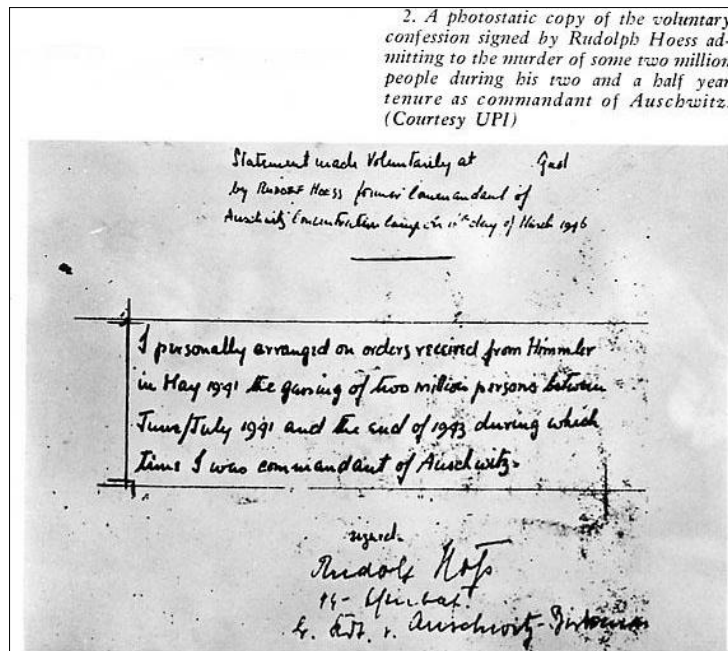 2. A photostatic copy of the voluntary
confession signed by Rudolph Hoess ad-
mitting to the murder of some two million
people during his two and a half year
tenure as commandant of Auschwitz.
(Courtesy UPI)
Statement made voluntarily at Gaol
by Rudolf Hoess former Commandant of
Auschwitz Concentration Camp on day of March 1946
I personally arranged on orders received from Himmler
in May 1941 the gassing of two million persons between
June/July 1941 and the end of 1943 during which
time I was commandant of Auschwitz.
signed.
Rudolf Höss
Auschwitz-Birkenau